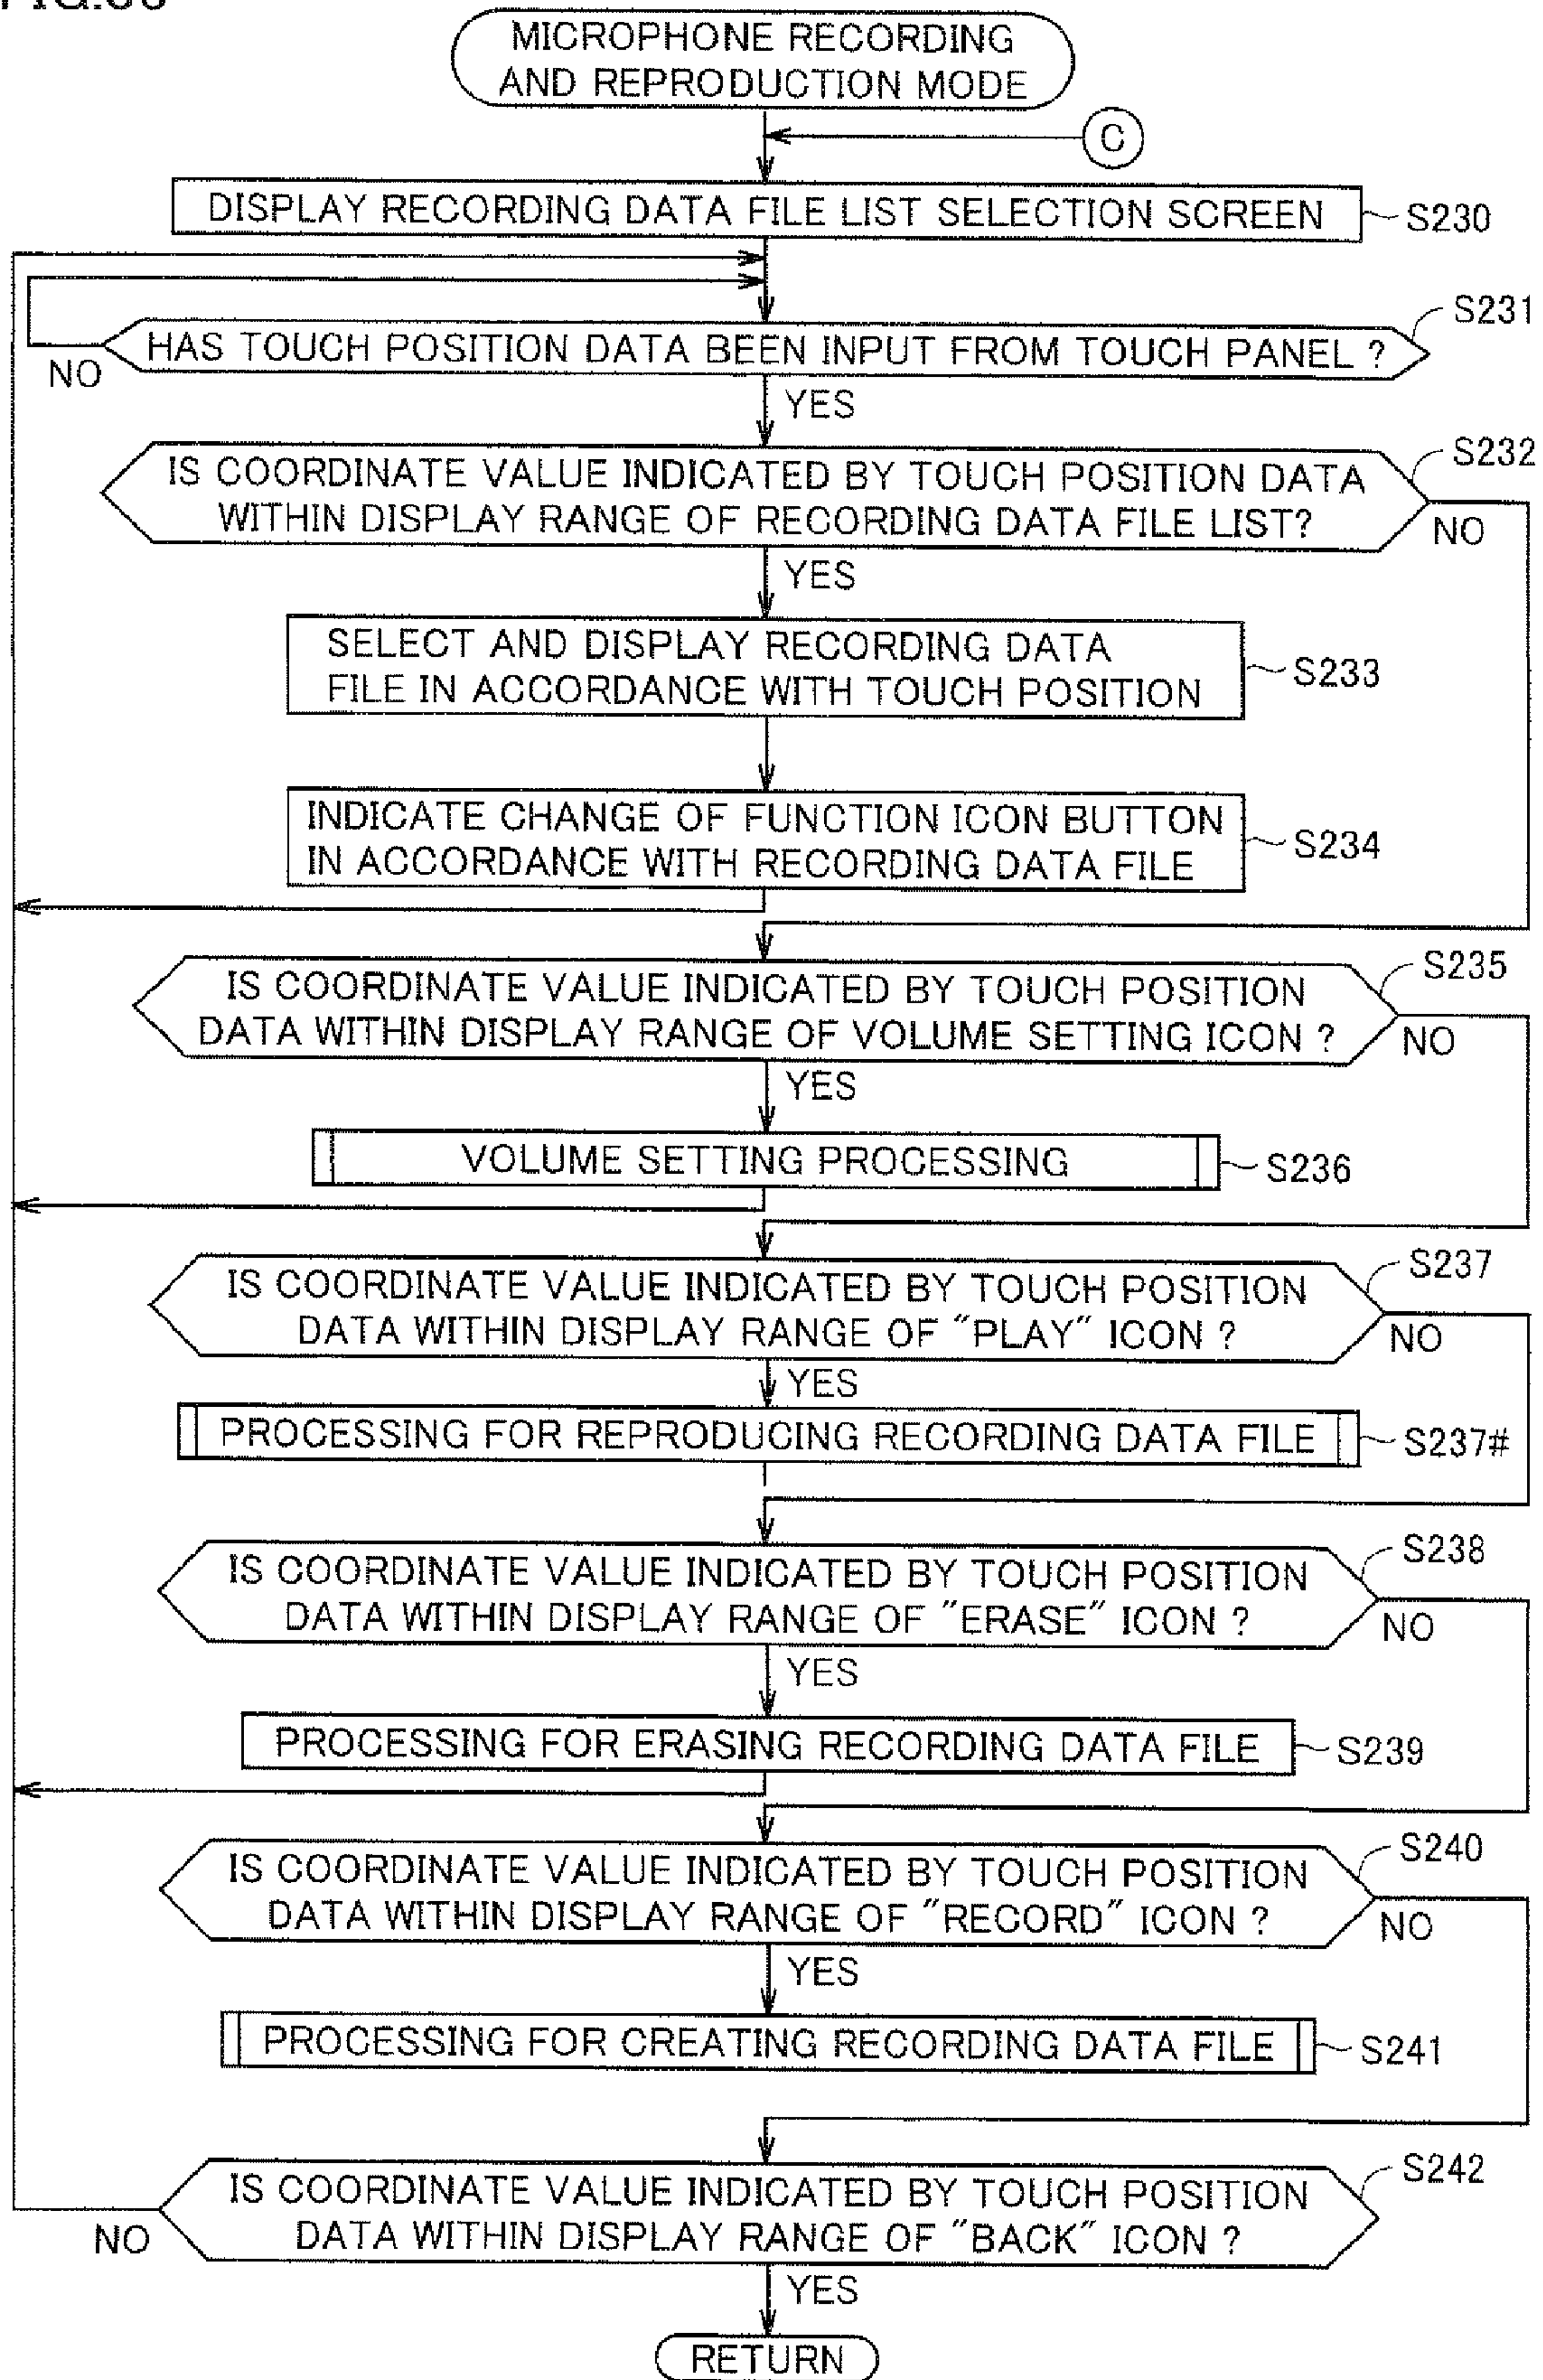 MICROPHONE RECORDING
AND REPRODUCTION MODE
C
DISPLAY RECORDING DATA FILE LIST SELECTION SCREEN
S230
S231
HAS TOUCH POSITION DATA BEEN INPUT FROM TOUCH PANEL ?
NO
YES
S232
IS COORDINATE VALUE INDICATED BY TOUCH POSITION DATA
WITHIN DISPLAY RANGE OF RECORDING DATA FILE LIST?
NO
YES
SELECT AND DISPLAY RECORDING DATA
FILE IN ACCORDANCE WITH TOUCH POSITION
S233
INDICATE CHANGE OF FUNCTION ICON BUTTON
IN ACCORDANCE WITH RECORDING DATA FILE
S234
S235
IS COORDINATE VALUE INDICATED BY TOUCH POSITION
DATA WITHIN DISPLAY RANGE OF VOLUME SETTING ICON ?
NO
YES
VOLUME SETTING PROCESSING
S236
S237
IS COORDINATE VALUE INDICATED BY TOUCH POSITION
DATA WITHIN DISPLAY RANGE OF "PLAY" ICON ?
NO
YES
PROCESSING FOR REPRODUCING RECORDING DATA FILE
S237#
S238
IS COORDINATE VALUE INDICATED BY TOUCH POSITION
DATA WITHIN DISPLAY RANGE OF "ERASE" ICON ?
NO
YES
PROCESSING FOR ERASING RECORDING DATA FILE
S239
S240
IS COORDINATE VALUE INDICATED BY TOUCH POSITION
DATA WITHIN DISPLAY RANGE OF "RECORD" ICON ?
NO
YES
PROCESSING FOR CREATING RECORDING DATA FILE
S241
S242
IS COORDINATE VALUE INDICATED BY TOUCH POSITION
DATA WITHIN DISPLAY RANGE OF "BACK" ICON ?
NO
YES
RETURN